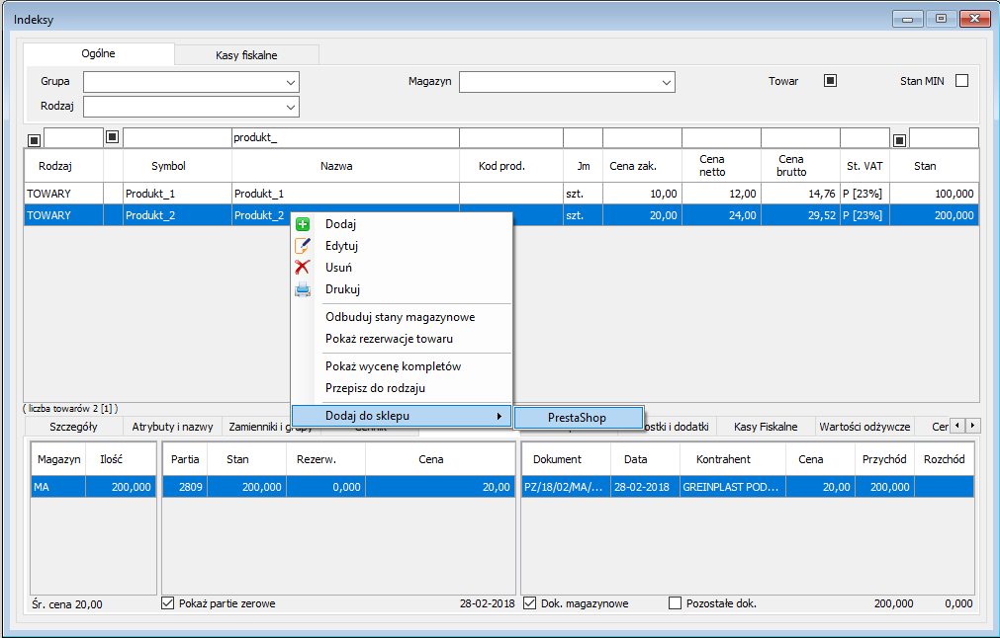 Indeksy
Ogólne Kasy fiskalne
Grupa Magazyn Towar Stan MIN
Rodzaj
produkt_
Rodzaj Symbol Nazwa Kod prod. Jm Cena zak. Cena netto Cena brutto St. VAT Stan
TOWARY Produkt_1 Produkt_1 szt. 10,00 12,00 14,76 P [23%] 100,000
TOWARY Produkt_2 Produkt_2 szt. 20,00 24,00 29,52 P [23%] 200,000
Dodaj
Edytuj
Usuń
Drukuj
Odbuduj stany magazynowe
Pokaż rezerwacje towaru
Pokaż wycenę kompletów
Przepisz do rodzaju
Dodaj do sklepu PrestaShop
( liczba towarów 2 [1] )
Szczegóły Atrybuty i nazwy Zamienniki i grupy Cennik i dodatki Kasy Fiskalne Wartości odżywcze Cer
Magazyn Ilość Partia Stan Rezerw. Cena Dokument Data Kontrahent Cena Przychód Rozchód
MA 200,000 2809 200,000 0,000 20,00 PZ/18/02/MA/... 28-02-2018 GREINPLAST POD... 20,00 200,000
Śr. cena 20,00 Pokaż partie zerowe 28-02-2018 Dok. magazynowe Pozostałe dok. 200,000 0,000